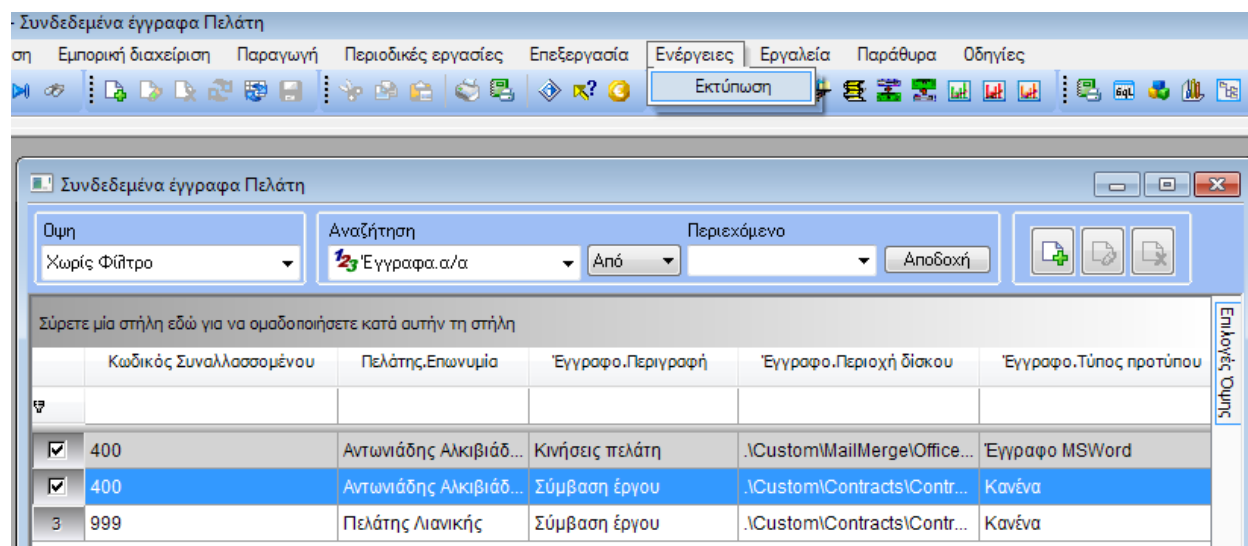 - Συνδεδεμένα έγγραφα Πελάτη
ση Εμπορική διαχείριση Παραγωγή Περιοδικές εργασίες Επεξεργασία Ενέργειες Εργαλεία Παράθυρα Οδηγίες
Εκτύπωση
SQL
Συνδεδεμένα έγγραφα Πελάτη
Οψη Αναζήτηση Περιεχόμενο
Χωρίς Φίλτρο 123 Έγγραφα.α/α Από Αποδοχή
Σύρετε μία στήλη εδώ για να ομαδοποιήσετε κατά αυτήν τη στήλη
Επιλογές Όψης
Κωδικός Συναλλασσομένου Πελάτης.Επωνυμία Έγγραφο.Περιγραφή Έγγραφο.Περιοχή δίσκου Έγγραφο.Τύπος προτύπου
400 Αντωνιάδης Αλκιβιάδ... Κινήσεις πελάτη .\Custom\MailMerge\Office... Έγγραφο MSWord
400 Αντωνιάδης Αλκιβιάδ... Σύμβαση έργου .\Custom\Contracts\Contr... Κανένα
3 999 Πελάτης Λιανικής Σύμβαση έργου .\Custom\Contracts\Contr... Κανένα